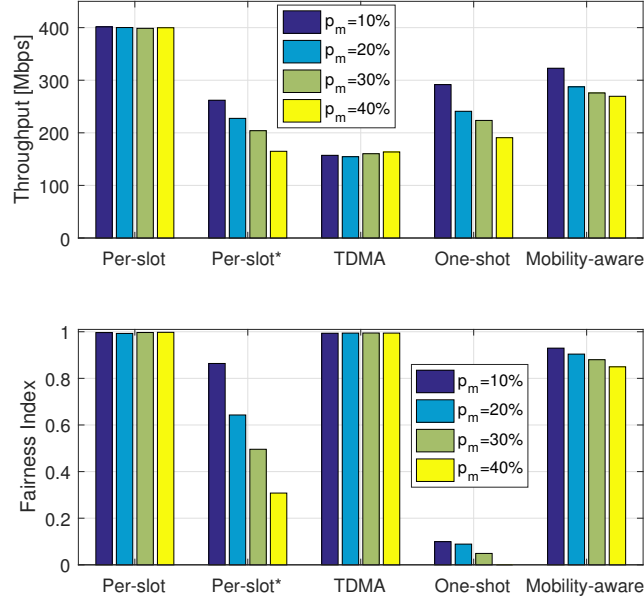 Throughput [Mbps]
400
300
200
100
0
p_m=10%
p_m=20%
p_m=30%
p_m=40%
Per-slot Per-slot* TDMA One-shot Mobility-aware
Fairness Index
1
0.8
0.6
0.4
0.2
0
p_m=10%
p_m=20%
p_m=30%
p_m=40%
Per-slot Per-slot* TDMA One-shot Mobility-aware